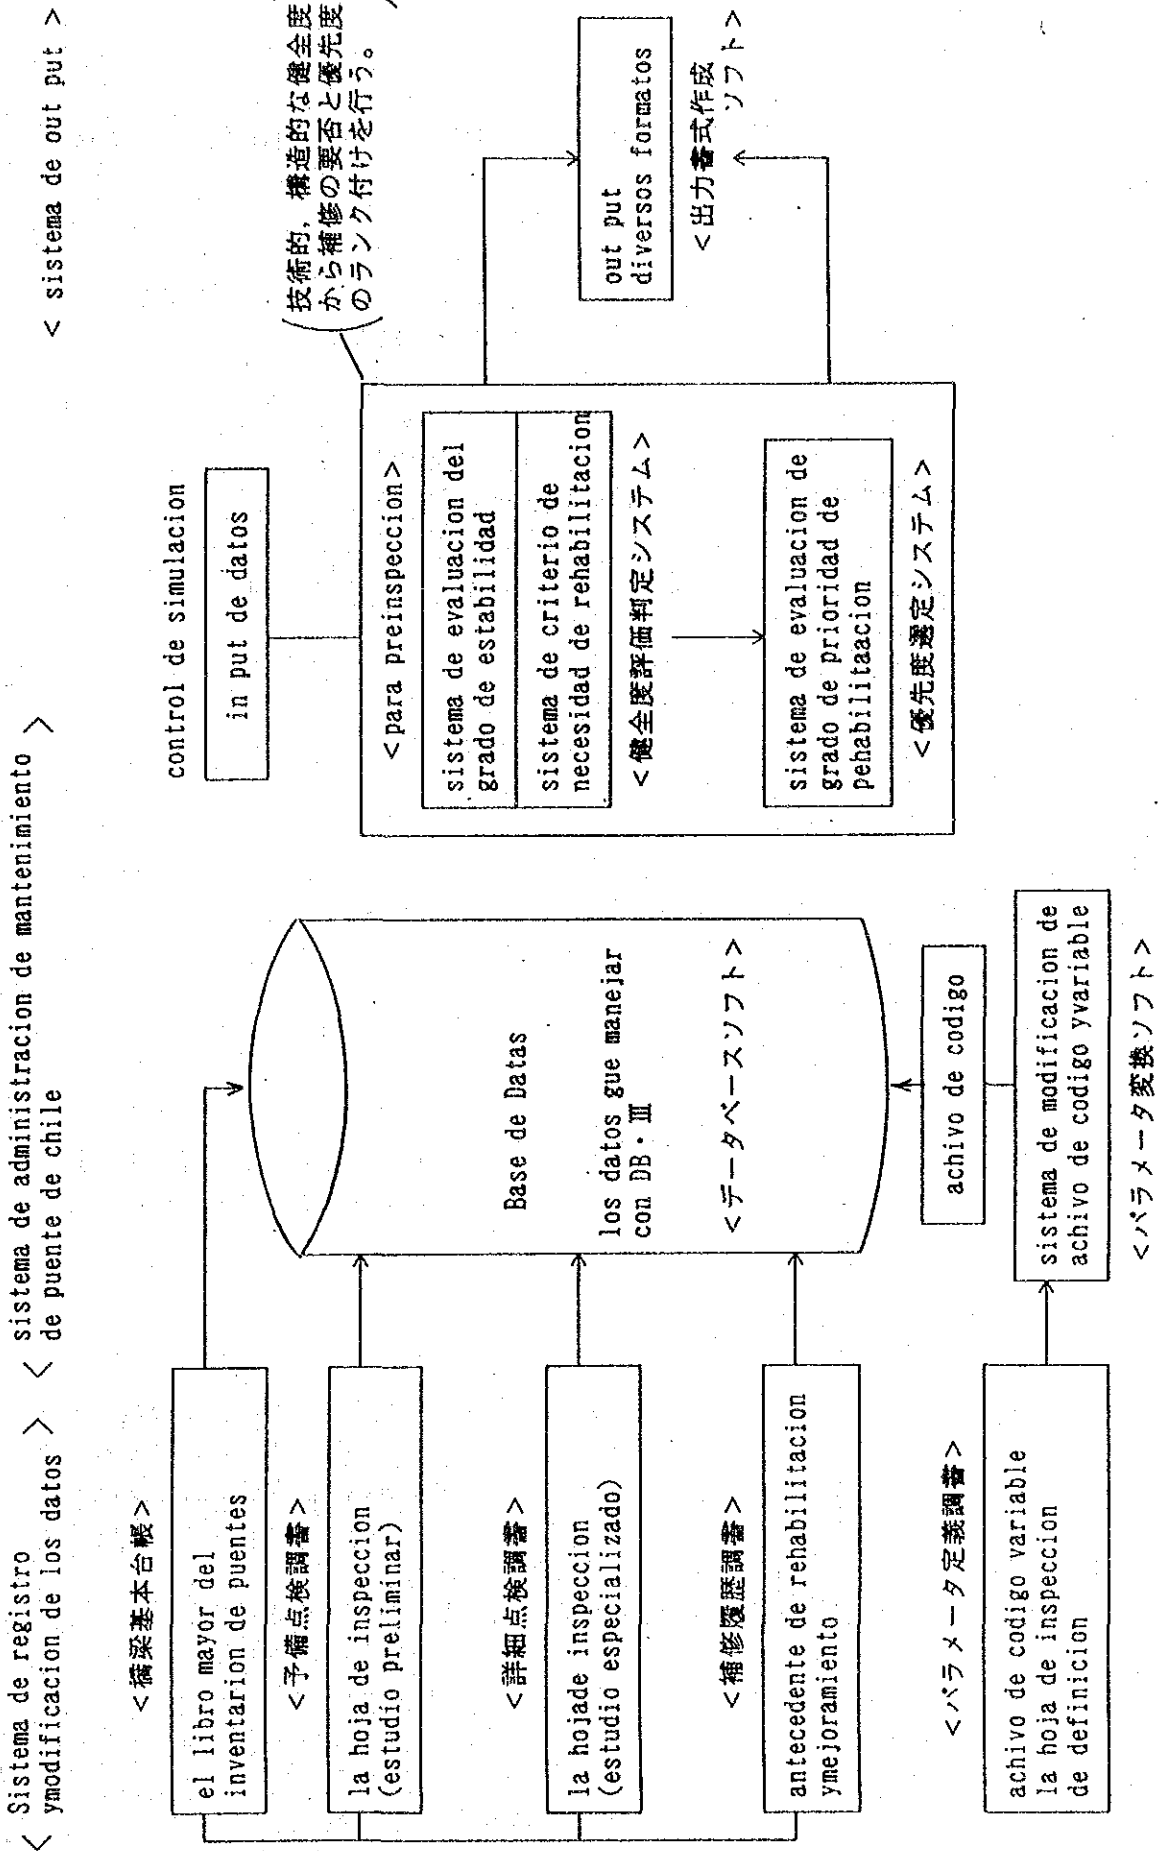 < Sistema de registro
ymodificacion de los datos >
< sistema de administracion de mantenimiento
de puente de chile >
< sistema de out put >
<橋梁基本台帳>
el libro mayor del
inventarion de puentes
<予備点検調書>
la hoja de inspeccion
(estudio preliminar)
<詳細点検調書>
la hojade inspeccion
(estudio especializado)
<補修履歴調書>
antecedente de rehabilitacion
ymejoramiento
<パラメータ定義調書>
achivo de codigo variable
la hoja de inspeccion
de definicion
Base de Datas
los datos gue manejar
con DB・Ⅲ
<データベースソフト>
achivo de codigo
sistema de modificacion de
achivo de codigo yvariable
<パラメータ変換ソフト>
control de simulacion
in put de datos
<para preinspeccion>
sistema de evaluacion del
grado de estabilidad
sistema de criterio de
necesidad de rehabilitacion
<健全度評価判定システム>
sistema de evaluacion de
grado de prioridad de
pehabilitaacion
<優先度選定システム>
(技術的,構造的な健全度
から補修の要否と優先度
のランク付けを行う。)
out put
diversos formatos
<出力書式作成
ソフト>